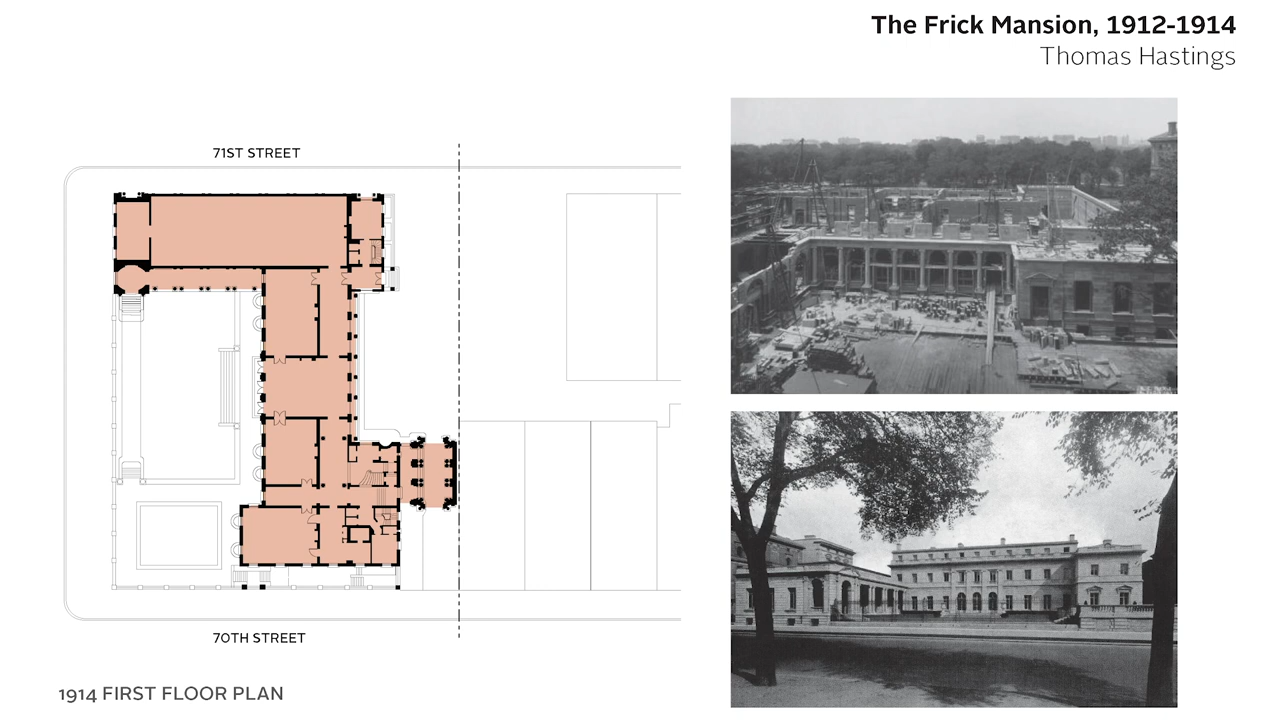 The Frick Mansion, 1912-1914
Thomas Hastings
71ST STREET
70TH STREET
1914 FIRST FLOOR PLAN